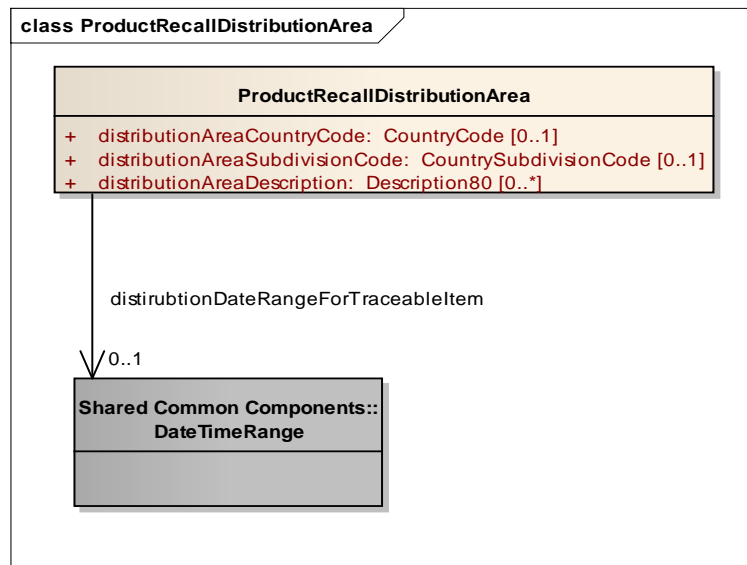 class ProductRecallDistributionArea
ProductRecallDistributionArea
+ distributionAreaCountryCode: CountryCode [0..1]
+ distributionAreaSubdivisionCode: CountrySubdivisionCode [0..1]
+ distributionAreaDescription: Description80 [0..*]
distirubtionDateRangeForTraceableItem
0..1
Shared Common Components::
DateTimeRange